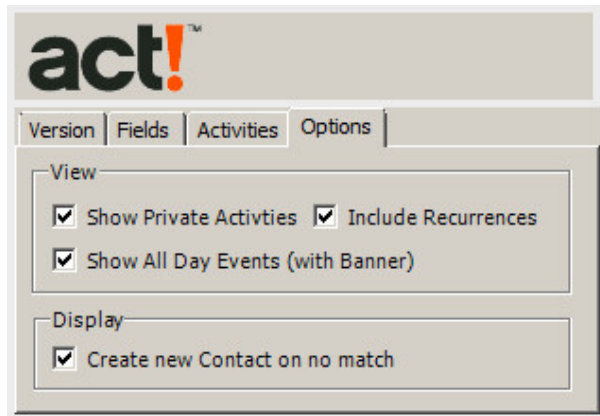 act!™
Version Fields Activities Options
View
Show Private Activties Include Recurrences
Show All Day Events (with Banner)
Display
Create new Contact on no match